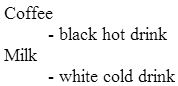 Coffee
- black hot drink
Milk
- white cold drink